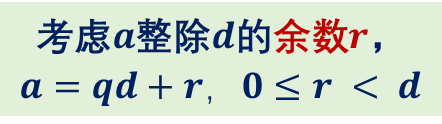 考虑a整除d的余数r，
a = qd + r, 0 ≤ r < d